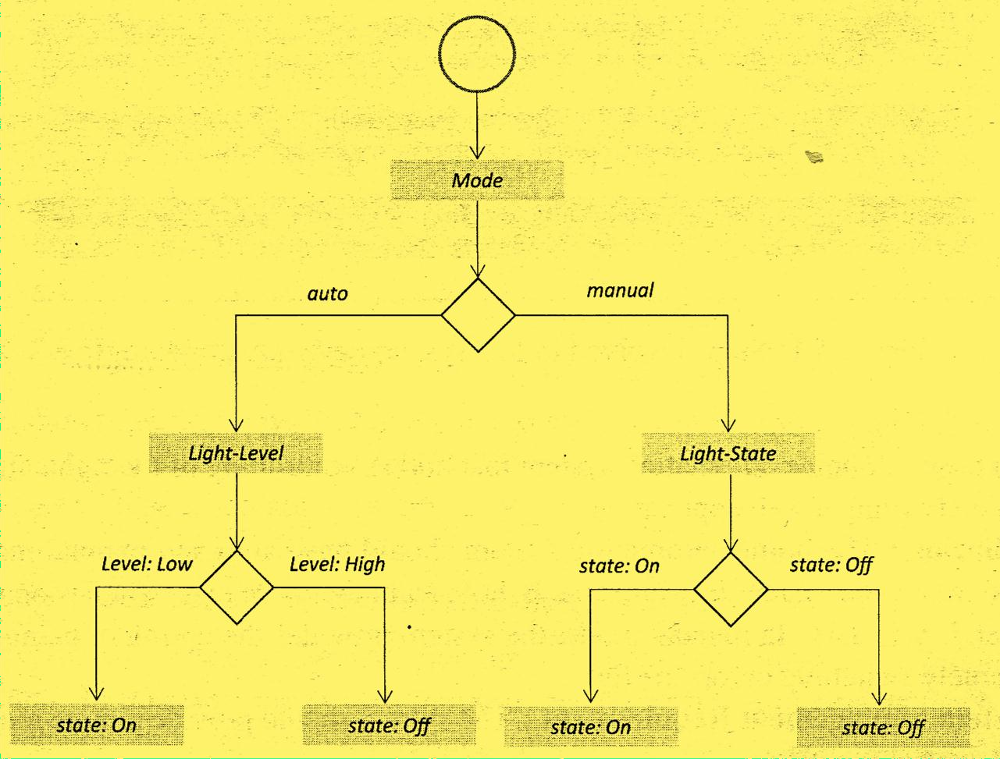 Mode
auto
manual
Light-Level
Light-State
Level: Low
Level: High
state: On
state: Off
state: On
state: Off
state: On
state: Off